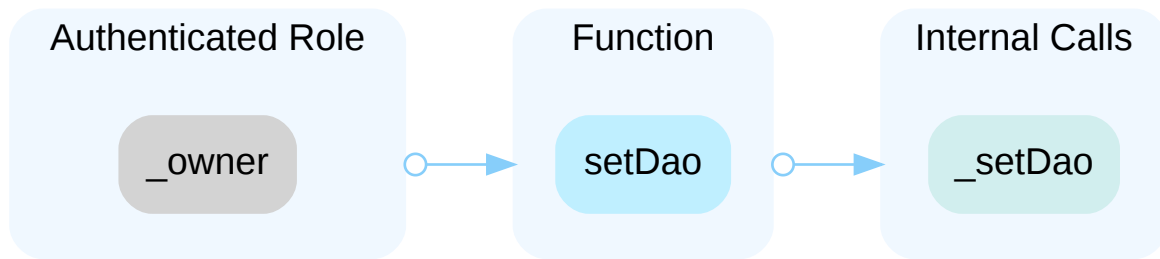 Authenticated Role
Function
Internal Calls
_owner
setDao
_setDao